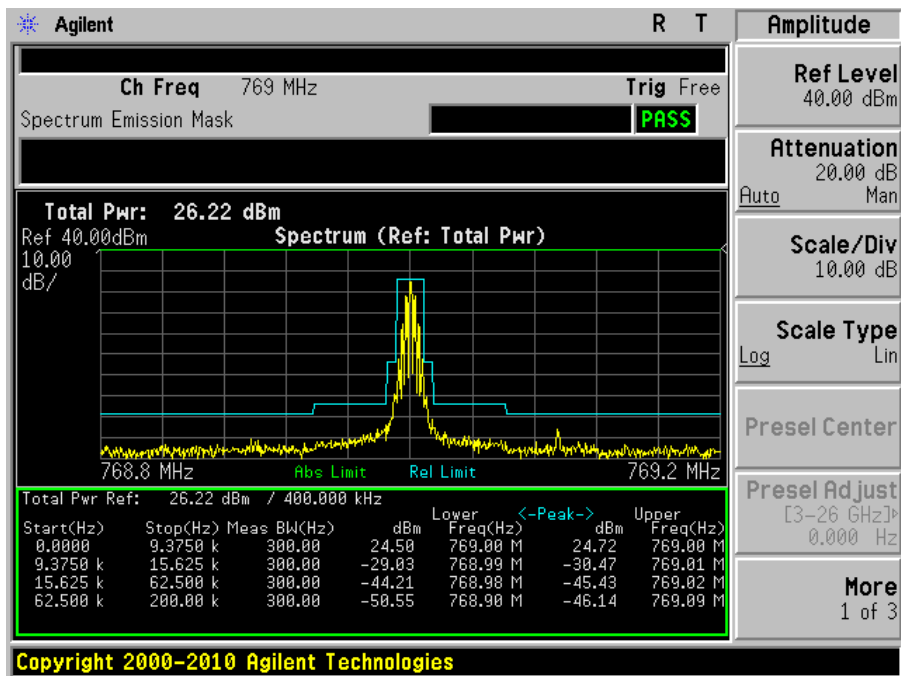 Agilent R T
Amplitude
Ch Freq 769 MHz Trig Free
Spectrum Emission Mask PASS
Ref Level
40.00 dBm
Attenuation
20.00 dB
Auto Man
Scale/Div
10.00 dB
Scale Type
Log Lin
Presel Center
Presel Adjust
[3-26 GHz]
0.000 Hz
More
1 of 3
Total Pwr: 26.22 dBm
Ref 40.00dBm Spectrum (Ref: Total Pwr)
10.00
dB/
768.8 MHz Abs Limit Rel Limit 769.2 MHz
Total Pwr Ref: 26.22 dBm / 400.000 kHz
Lower <-Peak-> Upper
Start(Hz) Stop(Hz) Meas BW(Hz) dBm Freq(Hz) dBm Freq(Hz)
0.0000 9.3750 k 300.00 24.50 769.00 M 24.72 769.00 M
9.3750 k 15.625 k 300.00 -29.03 768.99 M -30.47 769.01 M
15.625 k 62.500 k 300.00 -44.21 768.98 M -45.43 769.02 M
62.500 k 200.00 k 300.00 -50.55 768.90 M -46.14 769.09 M
Copyright 2000-2010 Agilent Technologies